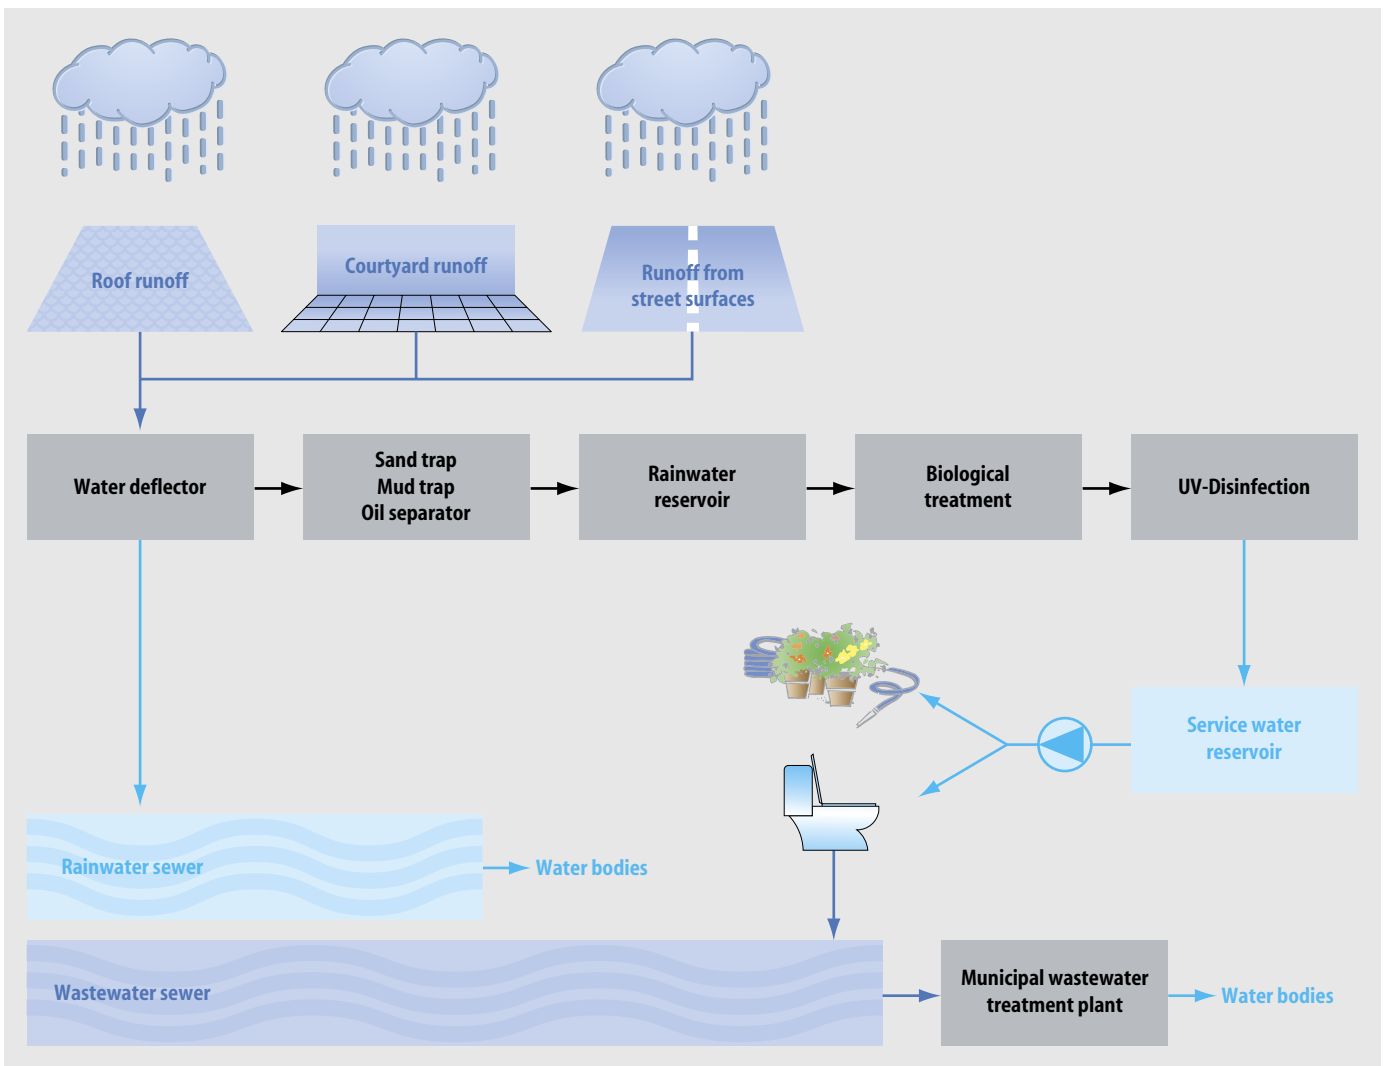 Roof runoff
Courtyard runoff
Runoff from
street surfaces
Water deflector
Sand trap
Mud trap
Oil separator
Rainwater
reservoir
Biological
treatment
UV-Disinfection
Service water
reservoir
Rainwater sewer
Water bodies
Wastewater sewer
Municipal wastewater
treatment plant
Water bodies